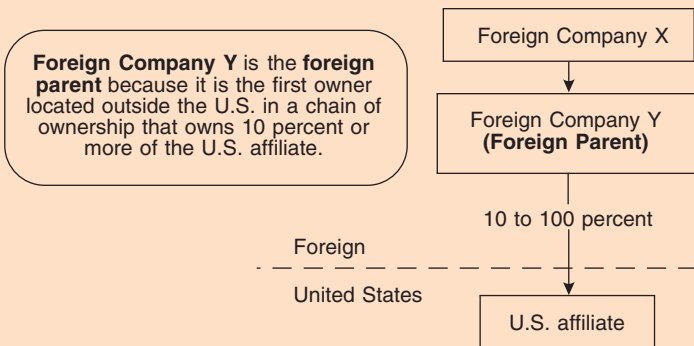 Foreign Company Y is the foreign
parent because it is the first owner
located outside the U.S. in a chain of
ownership that owns 10 percent or
more of the U.S. affiliate.
Foreign Company X
Foreign Company Y
(Foreign Parent)
10 to 100 percent
Foreign
United States
U.S. affiliate